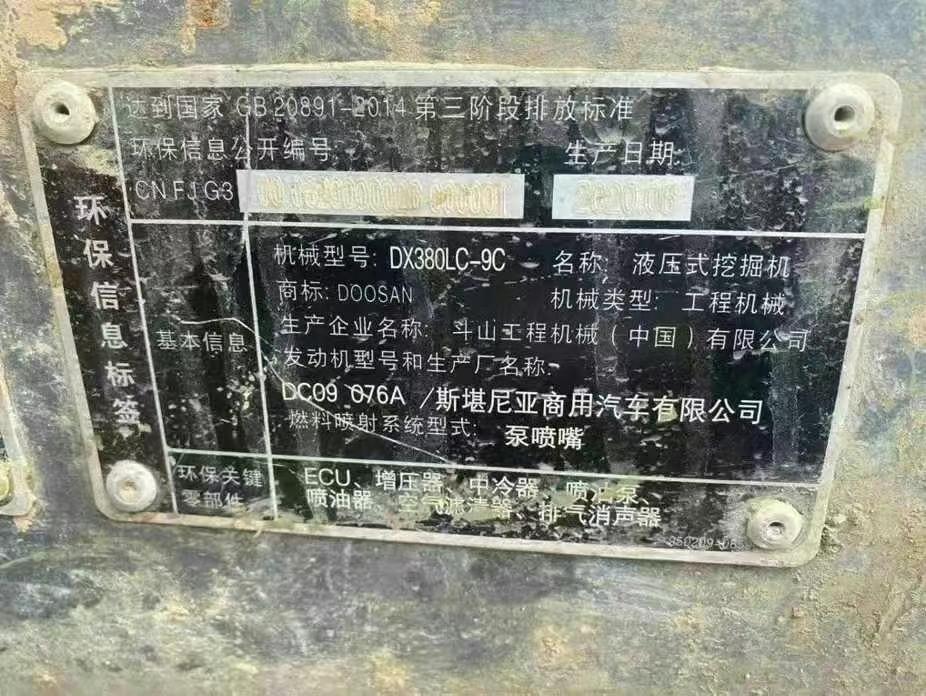 达到国家 GB 20891-2014 第三阶段排放标准
环保信息公开编号:
生产日期:
CN FJ G3
2020.06
环保信息标签
基本信息
机械型号: DX380LC-9C
名称: 液压式挖掘机
商标: DOOSAN
机械类型: 工程机械
生产企业名称: 斗山工程机械(中国)有限公司
发动机型号和生产厂名称:
DC09 076A /斯堪尼亚商用汽车有限公司
燃料喷射系统型式: 泵喷嘴
环保关键
零部件
ECU、增压器、中冷器、喷油泵、
喷油器、空气滤清器、排气消声器